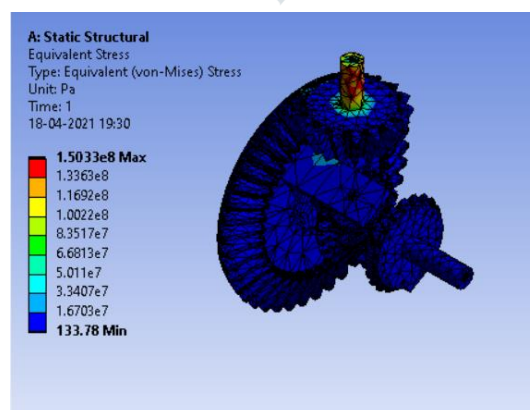 A: Static Structural
Equivalent Stress
Type: Equivalent (von-Mises) Stress
Unit: Pa
Time: 1
18-04-2021 19:30
1.5033e8 Max
1.3363e8
1.1692e8
1.0022e8
8.3517e7
6.6813e7
5.011e7
3.3407e7
1.6703e7
133.78 Min